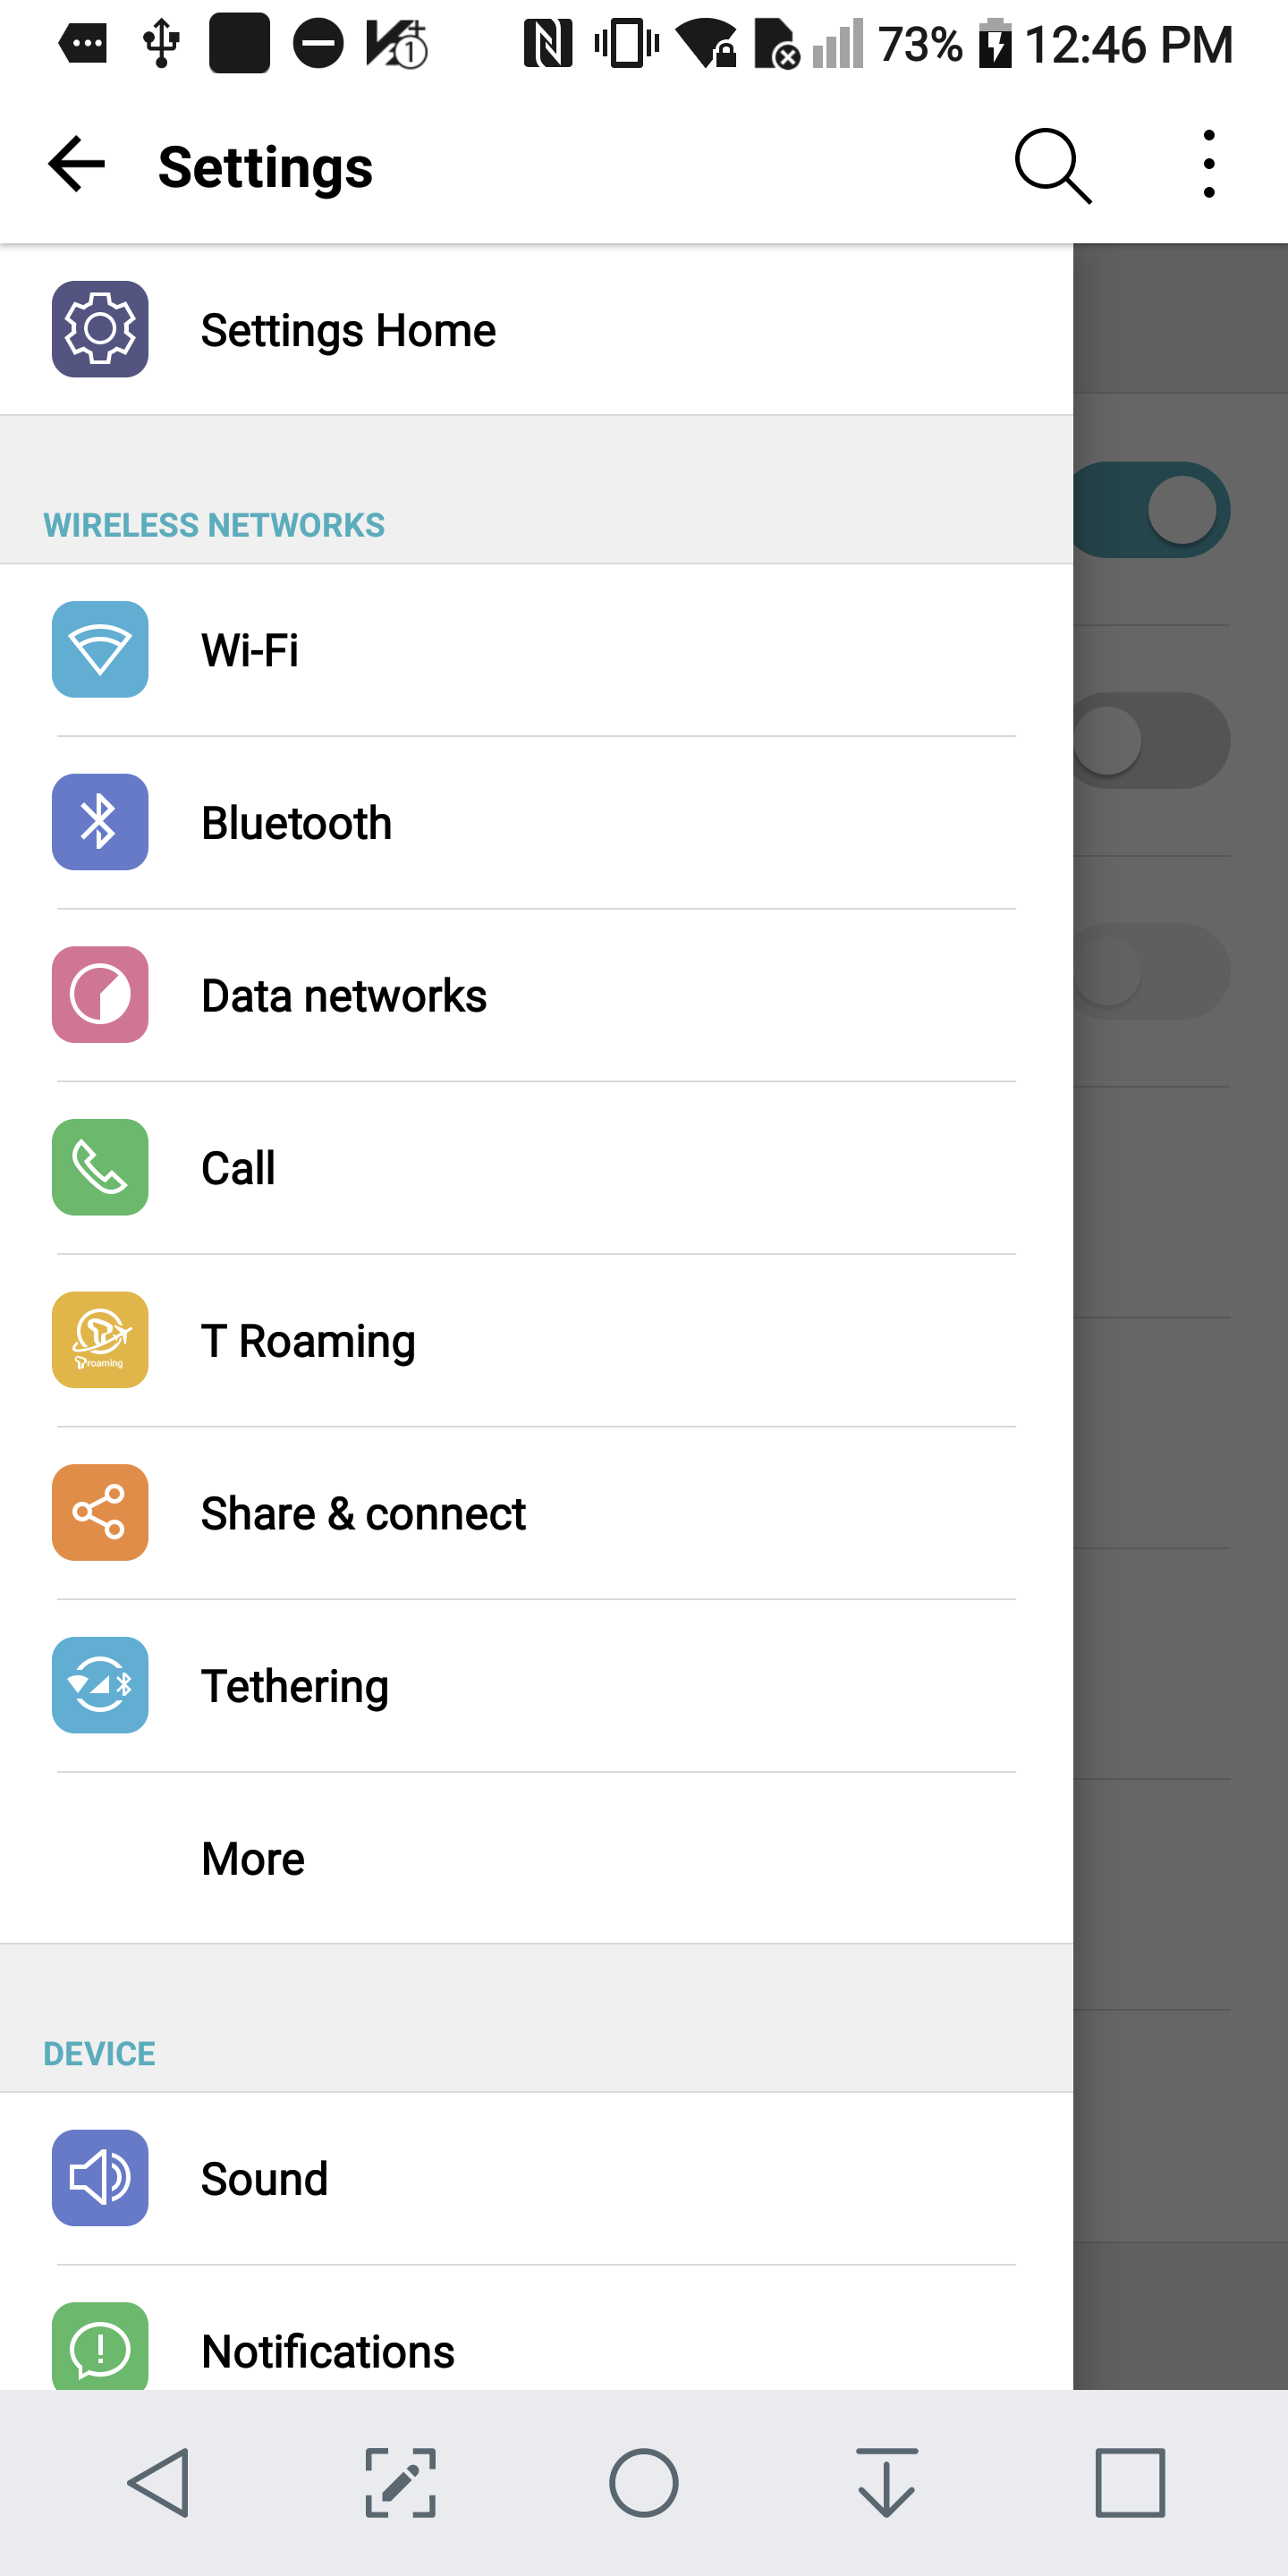 73% 12:46 PM
Settings
Settings Home
WIRELESS NETWORKS
Wi-Fi
Bluetooth
Data networks
Call
T Roaming
roaming
Share & connect
Tethering
More
DEVICE
Sound
Notifications